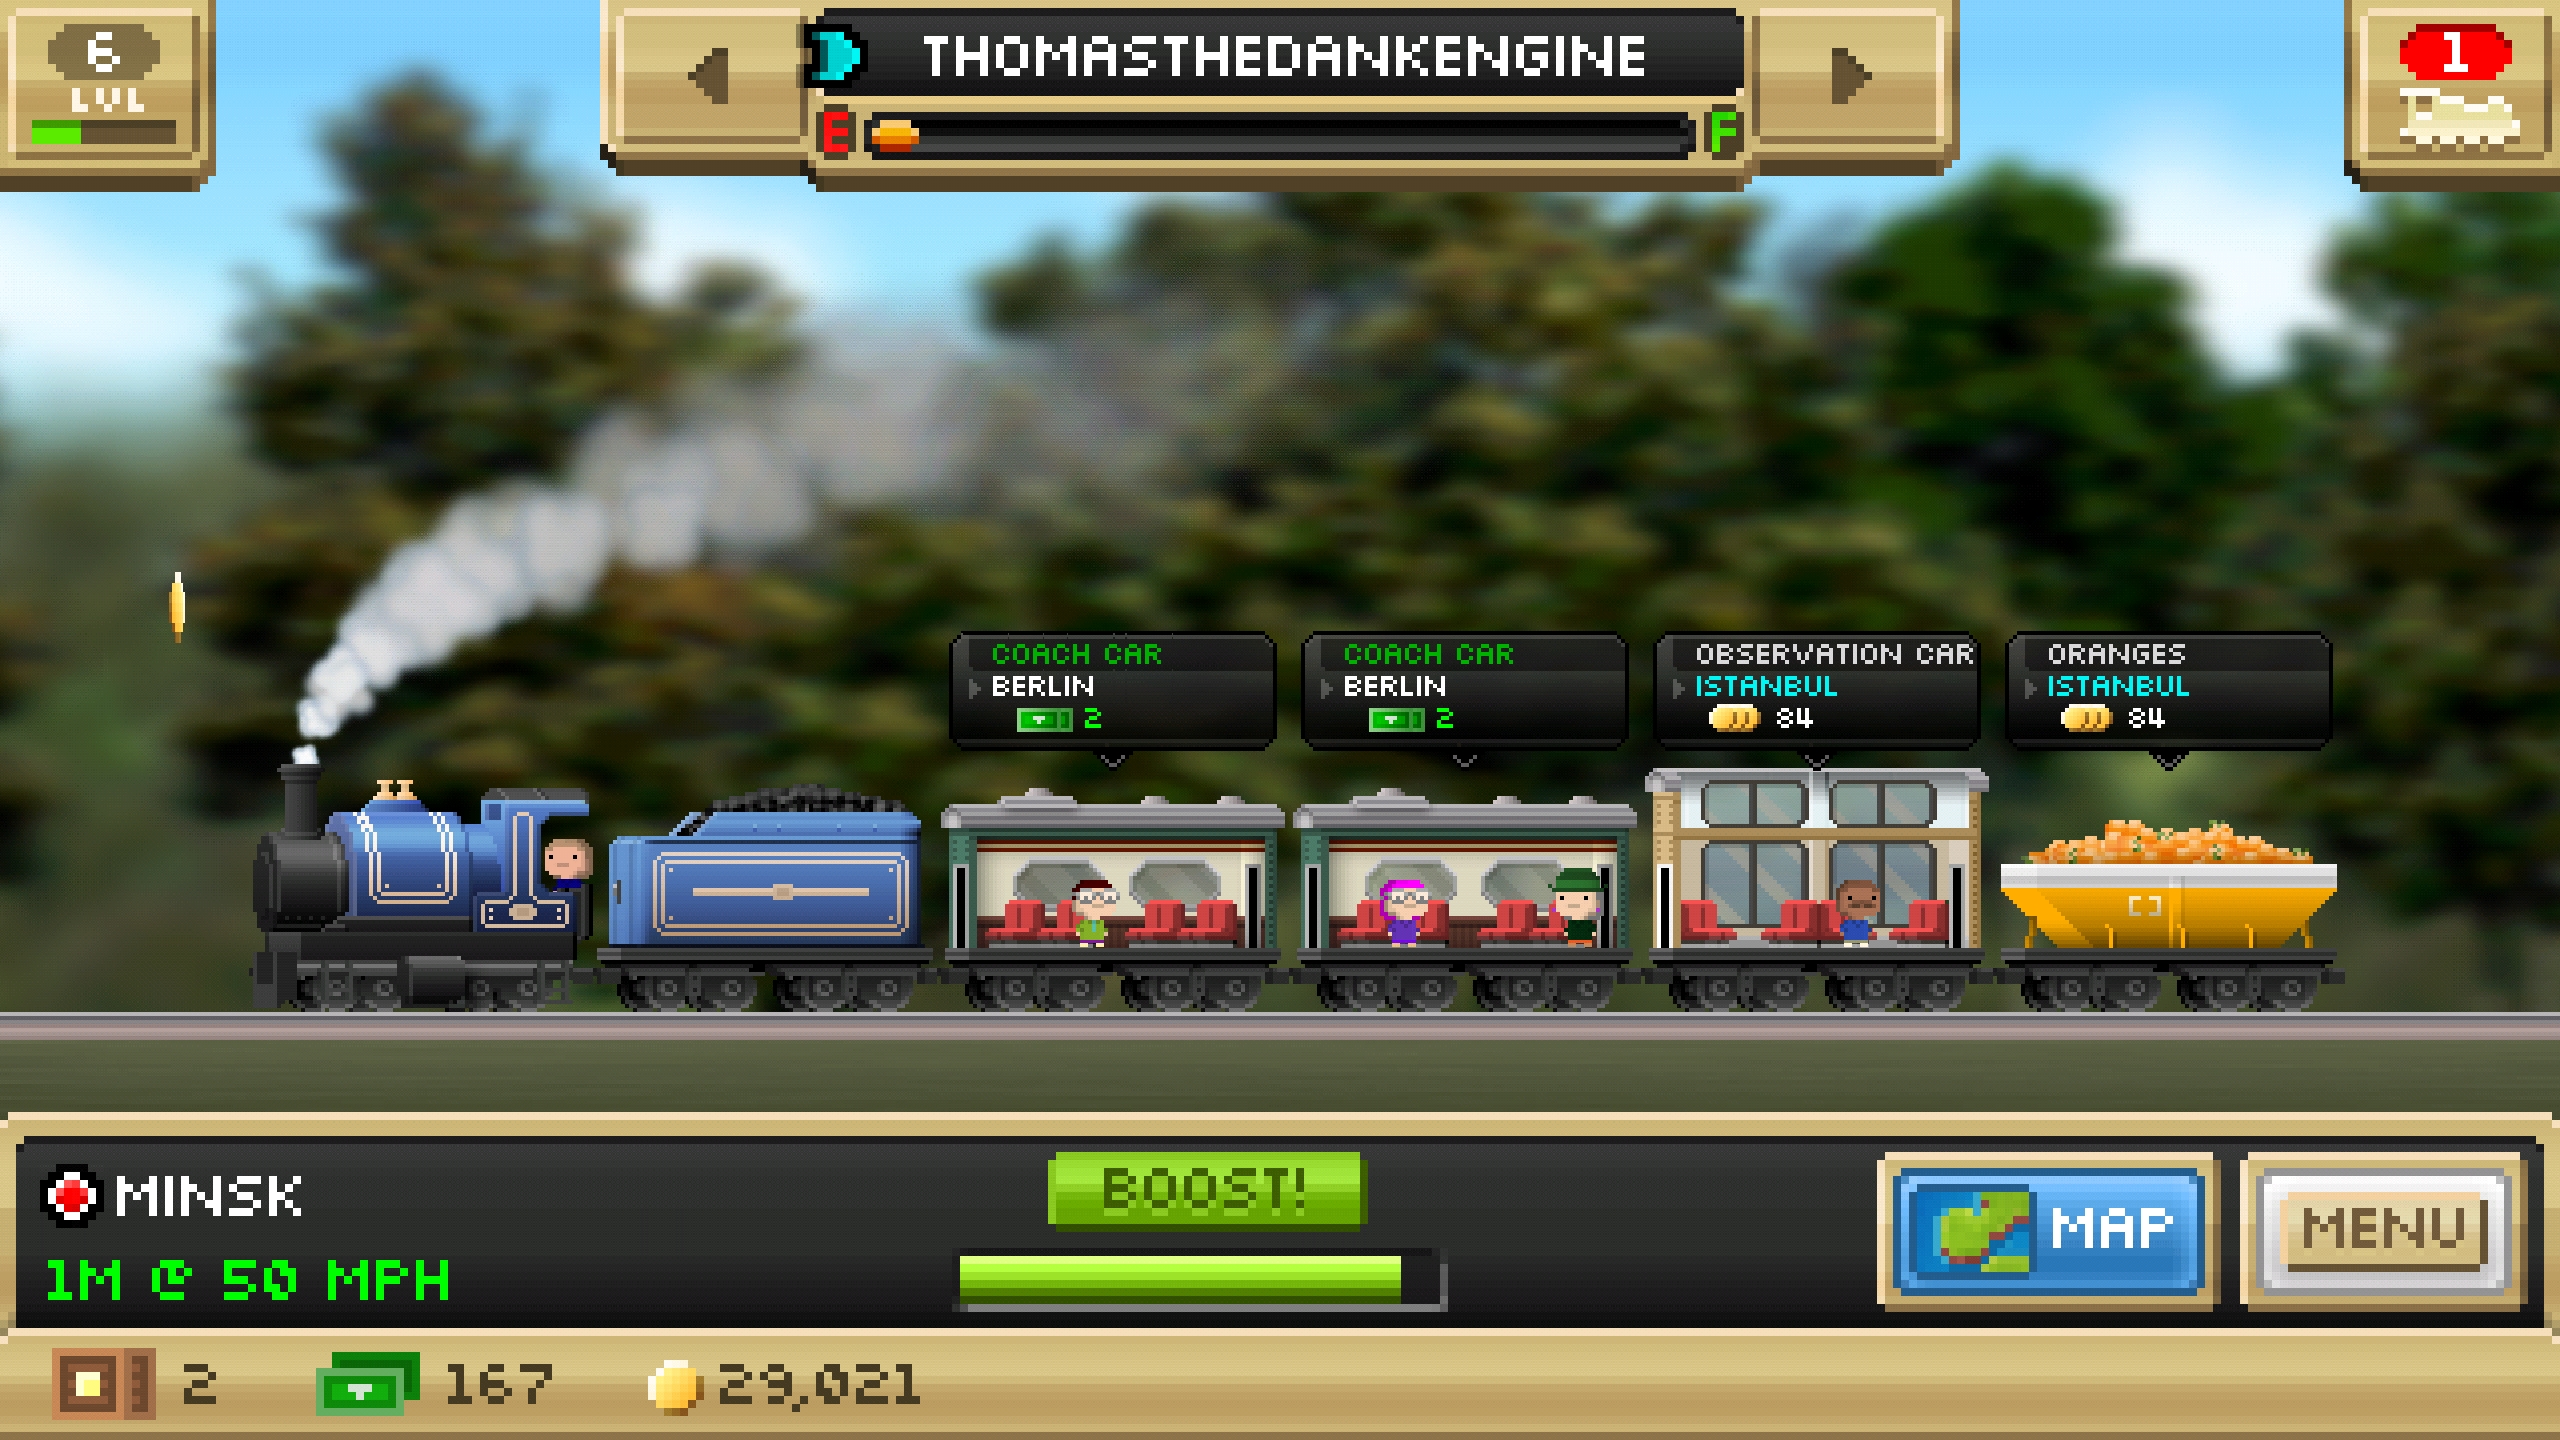 6
LVL
THOMASTHEDANKENGINE
E F
1
COACH CAR
BERLIN
2
COACH CAR
BERLIN
2
OBSERVATION CAR
ISTANBUL
84
ORANGES
ISTANBUL
84
MINSK
1M @ 50 MPH
BOOST!
MAP
MENU
2
167
29,021